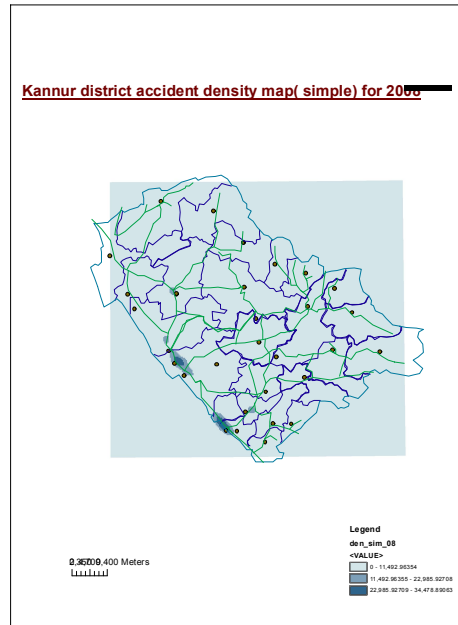 Kannur district accident density map( simple) for 2008
Legend
den_sim_08
<VALUE>
0 - 11,492.96354
11,492.96355 - 22,985.92708
22,985.92709 - 34,478.89063
Meters